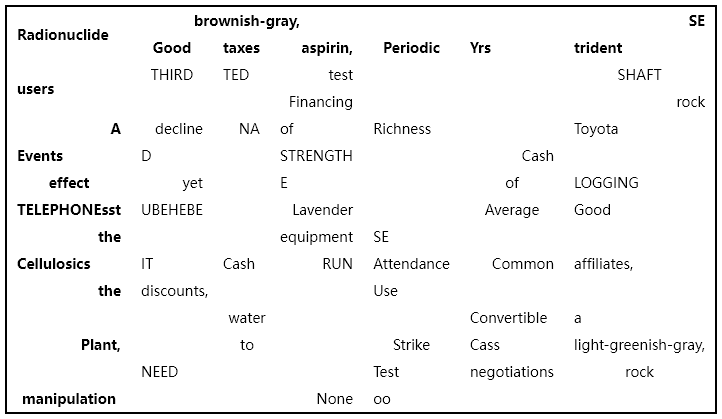 brownish-gray, SE
Radionuclide
Good taxes aspirin, Periodic Yrs trident
THIRD TED test SHAFT
users
Financing rock
A decline NA of Richness Toyota
Events D STRENGTH Cash
effect yet E of LOGGING
TELEPHONEsst UBEHEBE Lavender Average Good
the equipment SE
Cellulosics IT Cash RUN Attendance Common affiliates,
the discounts, Use
water Convertible a
Plant, to Strike Cass light-greenish-gray,
NEED Test negotiations rock
manipulation None oo